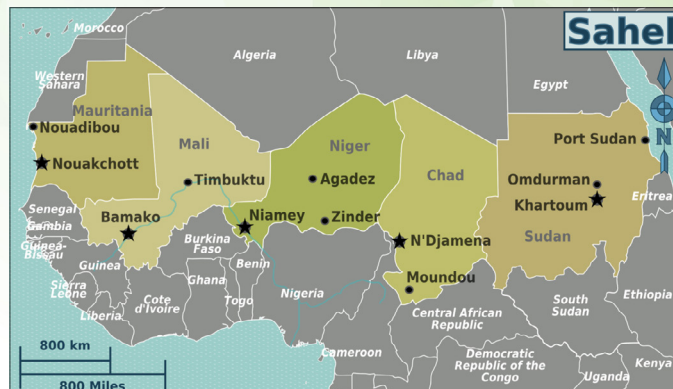 Sahel
Morocco
Algeria
Libya
Egypt
Western
Sahara
Mauritania
Nouadibou
Nouakchott
Mali
Timbuktu
Bamako
Niger
Agadez
Zinder
Niamey
Chad
N'Djamena
Moundou
Port Sudan
Omdurman
Khartoum
Sudan
N
Eritrea
Senegal
Gambia
Guinea-
Bissau
Guinea
Sierra
Leone
Liberia
Cote
d'Ivoire
Burkina
Faso
Ghana
Togo
Benin
Nigeria
Cameroon
Central African
Republic
South
Sudan
Ethiopia
Democratic
Republic of the
Congo
Uganda
Kenya
800 km
800 Miles